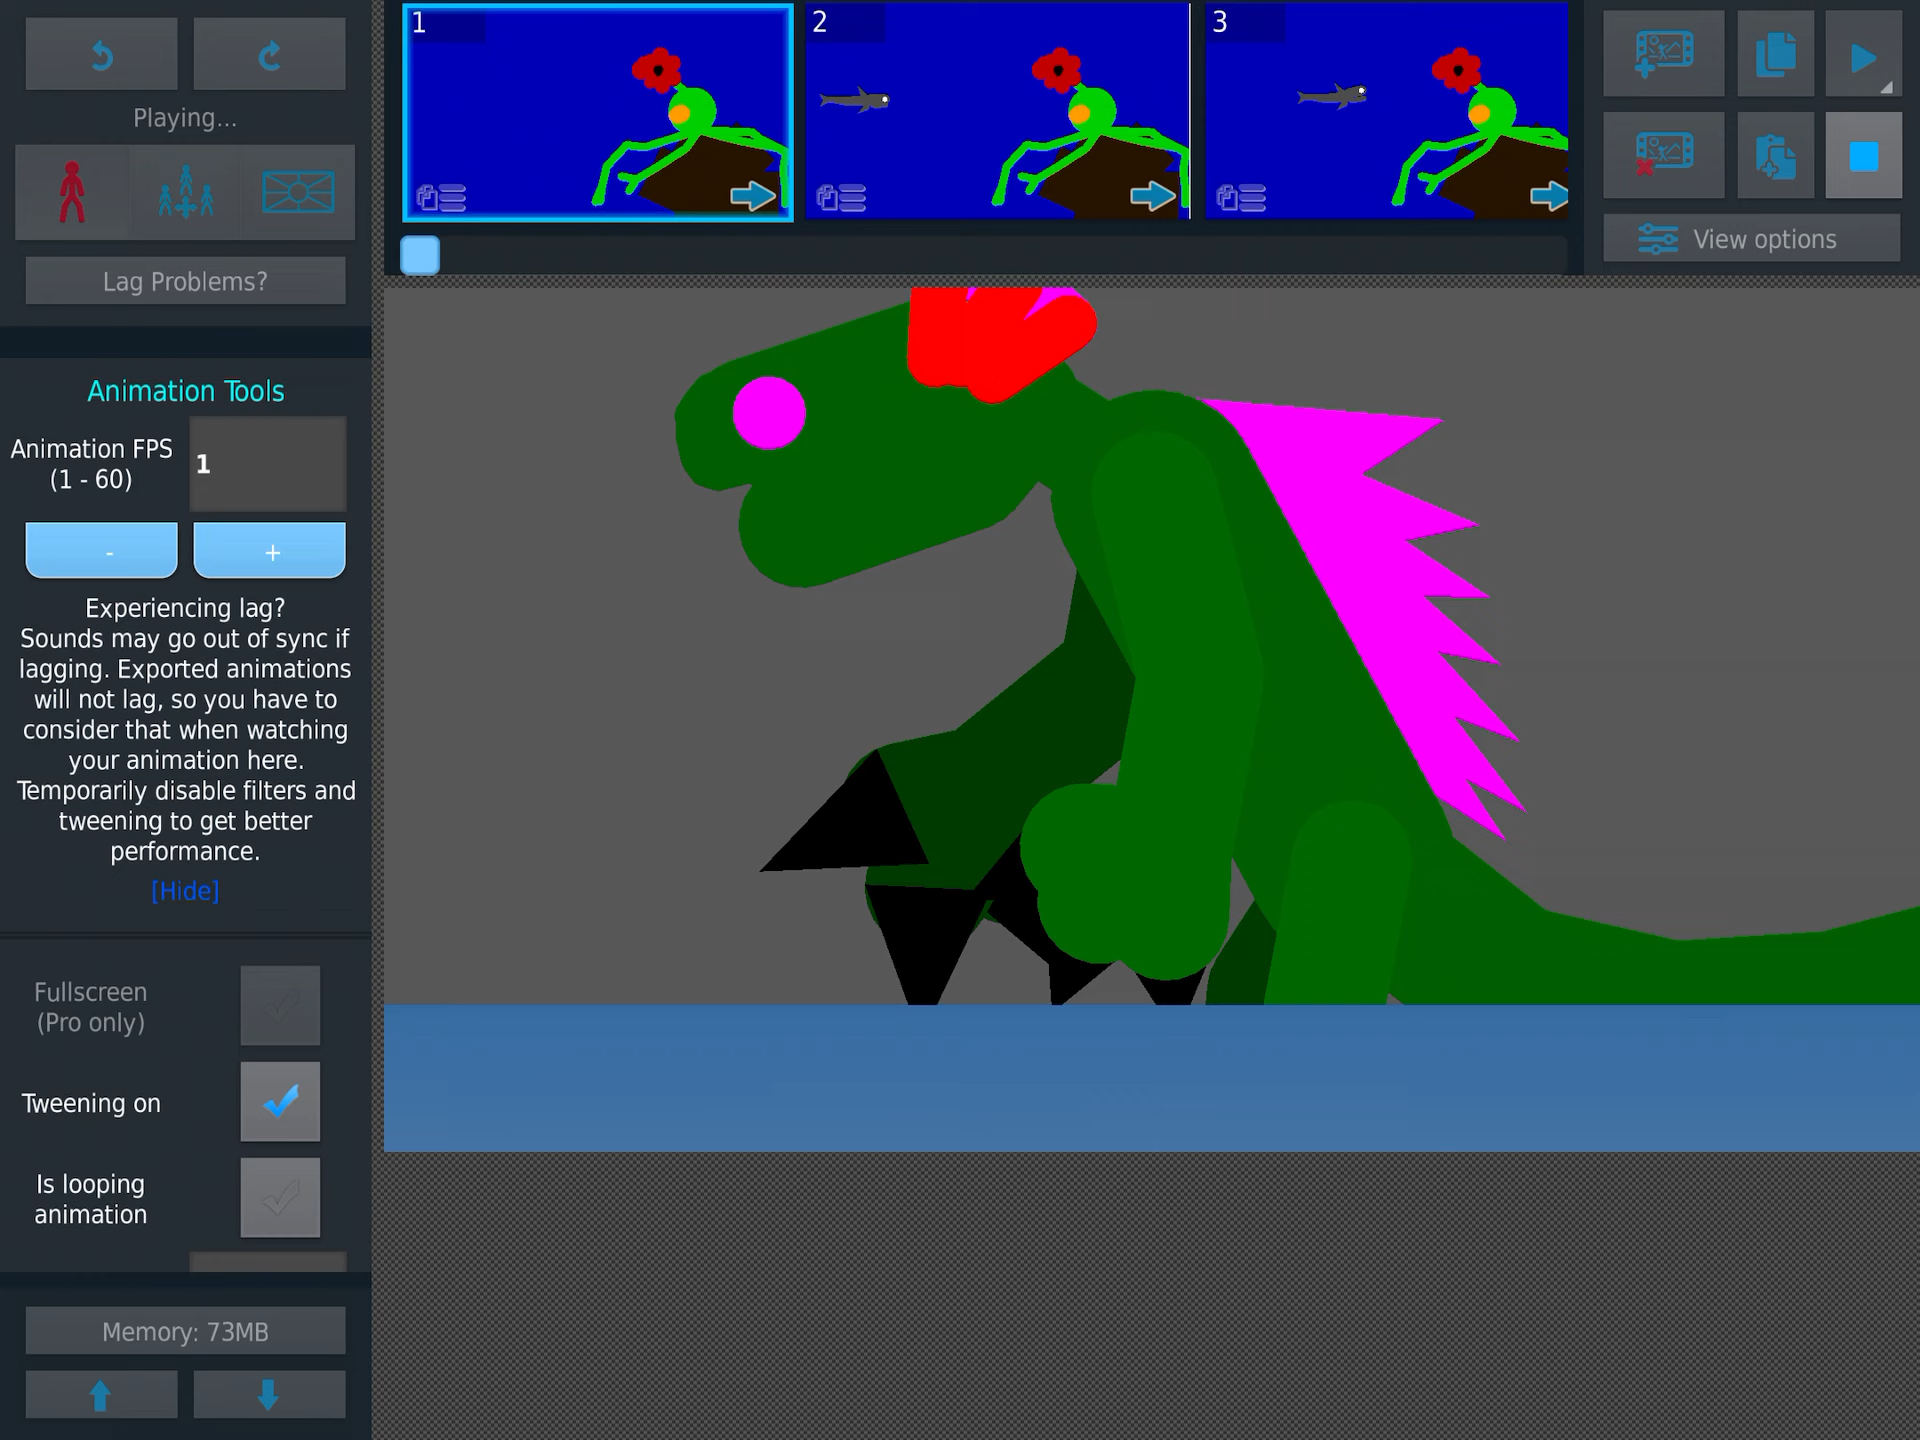 1
2
3
Playing...
View options
Lag Problems?
Animation Tools
Animation FPS
(1 - 60)
1
-
+
Experiencing lag?
Sounds may go out of sync if
lagging. Exported animations
will not lag, so you have to
consider that when watching
your animation here.
Temporarily disable filters and
tweening to get better
performance.
[Hide]
Fullscreen
(Pro only)
Tweening on
Is looping
animation
Memory: 73MB